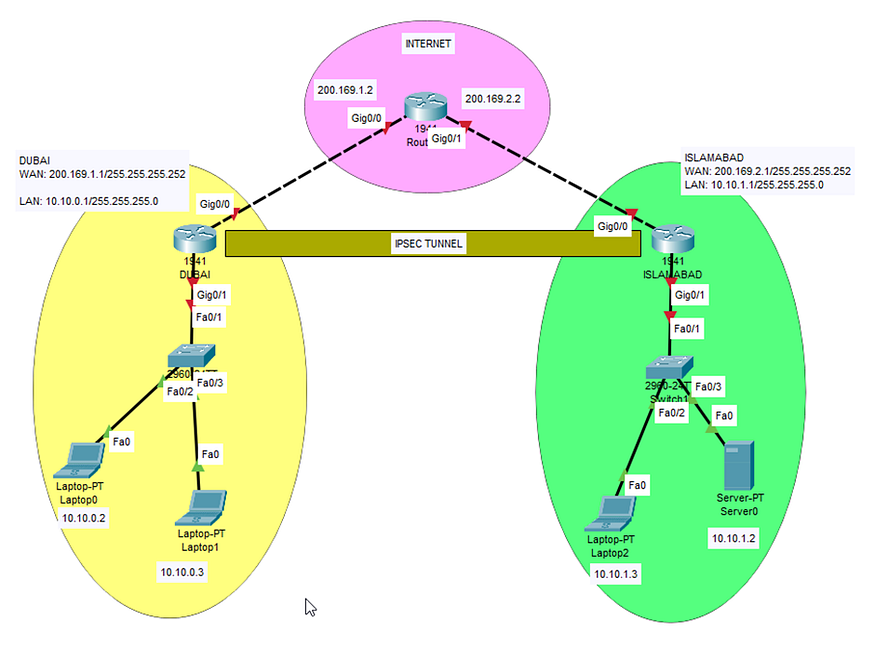 INTERNET
200.169.1.2
200.169.2.2
Gig0/0
1941
Gig0/1
DUBAI
WAN: 200.169.1.1/255.255.255.252
LAN: 10.10.0.1/255.255.255.0
ISLAMABAD
WAN: 200.169.2.1/255.255.255.252
LAN: 10.10.1.1/255.255.255.0
Gig0/0
Gig0/0
IPSEC TUNNEL
1941
DUBAI
1941
ISLAMABAD
Gig0/1
Gig0/1
Fa0/1
Fa0/1
2960-24TT
Fa0/3
Fa0/2
2960-24TT
Fa0/3
Switch1
Fa0/2
Fa0
Fa0
Fa0
Fa0
Laptop-PT
Laptop0
10.10.0.2
Laptop-PT
Laptop1
10.10.0.3
Laptop-PT
Laptop2
10.10.1.3
Server-PT
Server0
10.10.1.2